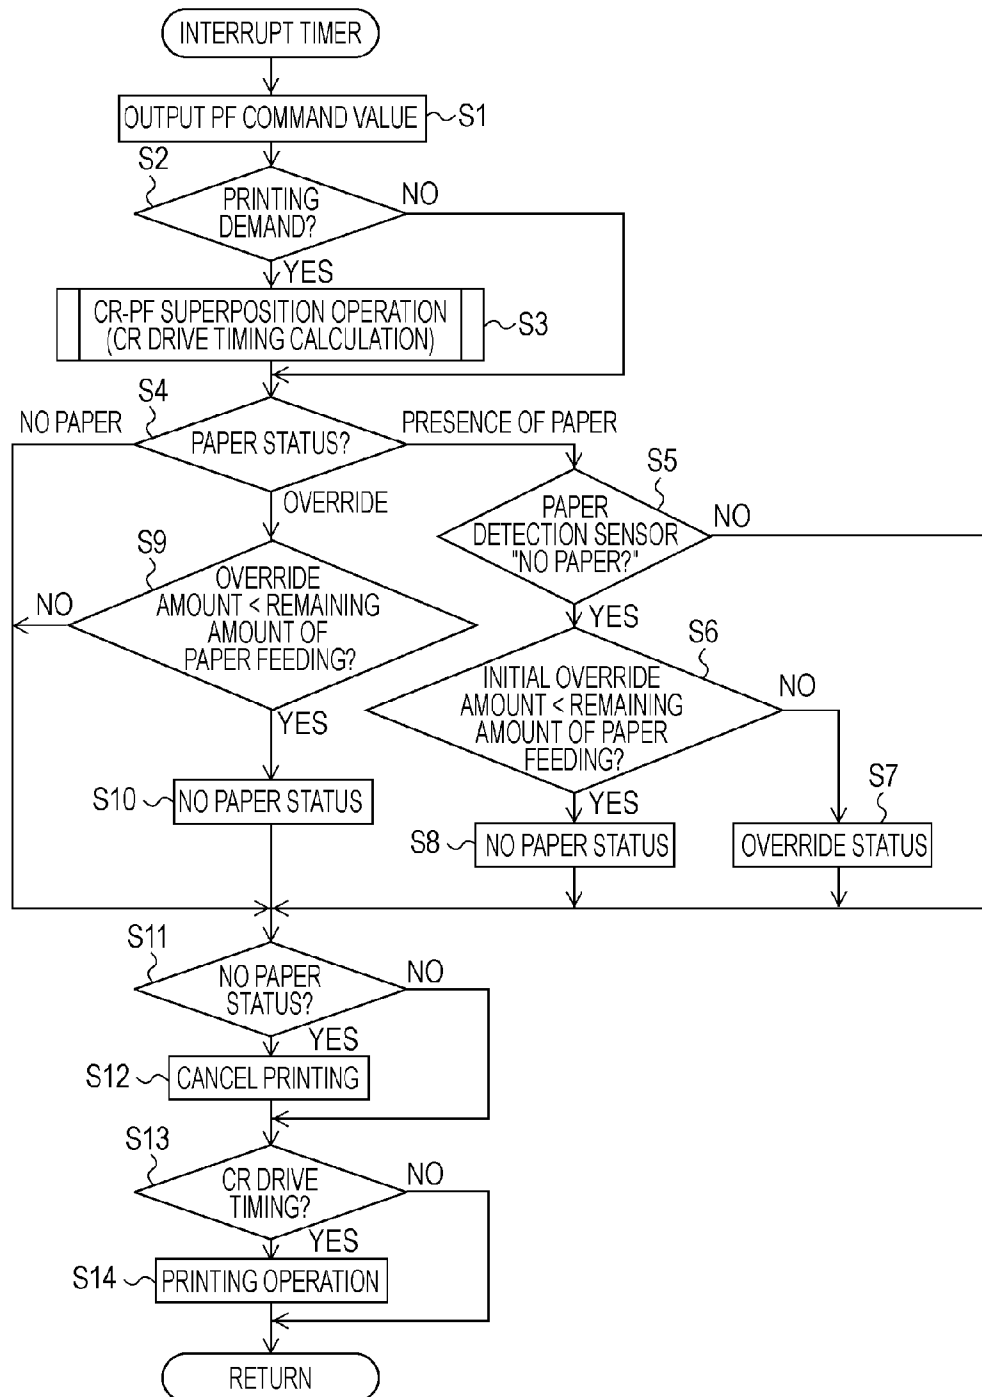 INTERRUPT TIMER
OUTPUT PF COMMAND VALUE
S1
S2
PRINTING
DEMAND?
NO
YES
CR-PF SUPERPOSITION OPERATION
(CR DRIVE TIMING CALCULATION)
S3
S4
NO PAPER
PAPER STATUS?
PRESENCE OF PAPER
OVERRIDE
S5
PAPER
DETECTION SENSOR
"NO PAPER?"
NO
YES
S9
OVERRIDE
AMOUNT < REMAINING
AMOUNT OF
PAPER FEEDING?
NO
YES
S6
INITIAL OVERRIDE
AMOUNT < REMAINING
AMOUNT OF PAPER
FEEDING?
NO
YES
S10
NO PAPER STATUS
S8
NO PAPER STATUS
S7
OVERRIDE STATUS
S11
NO PAPER
STATUS?
NO
YES
S12
CANCEL PRINTING
S13
CR DRIVE
TIMING?
NO
YES
S14
PRINTING OPERATION
RETURN